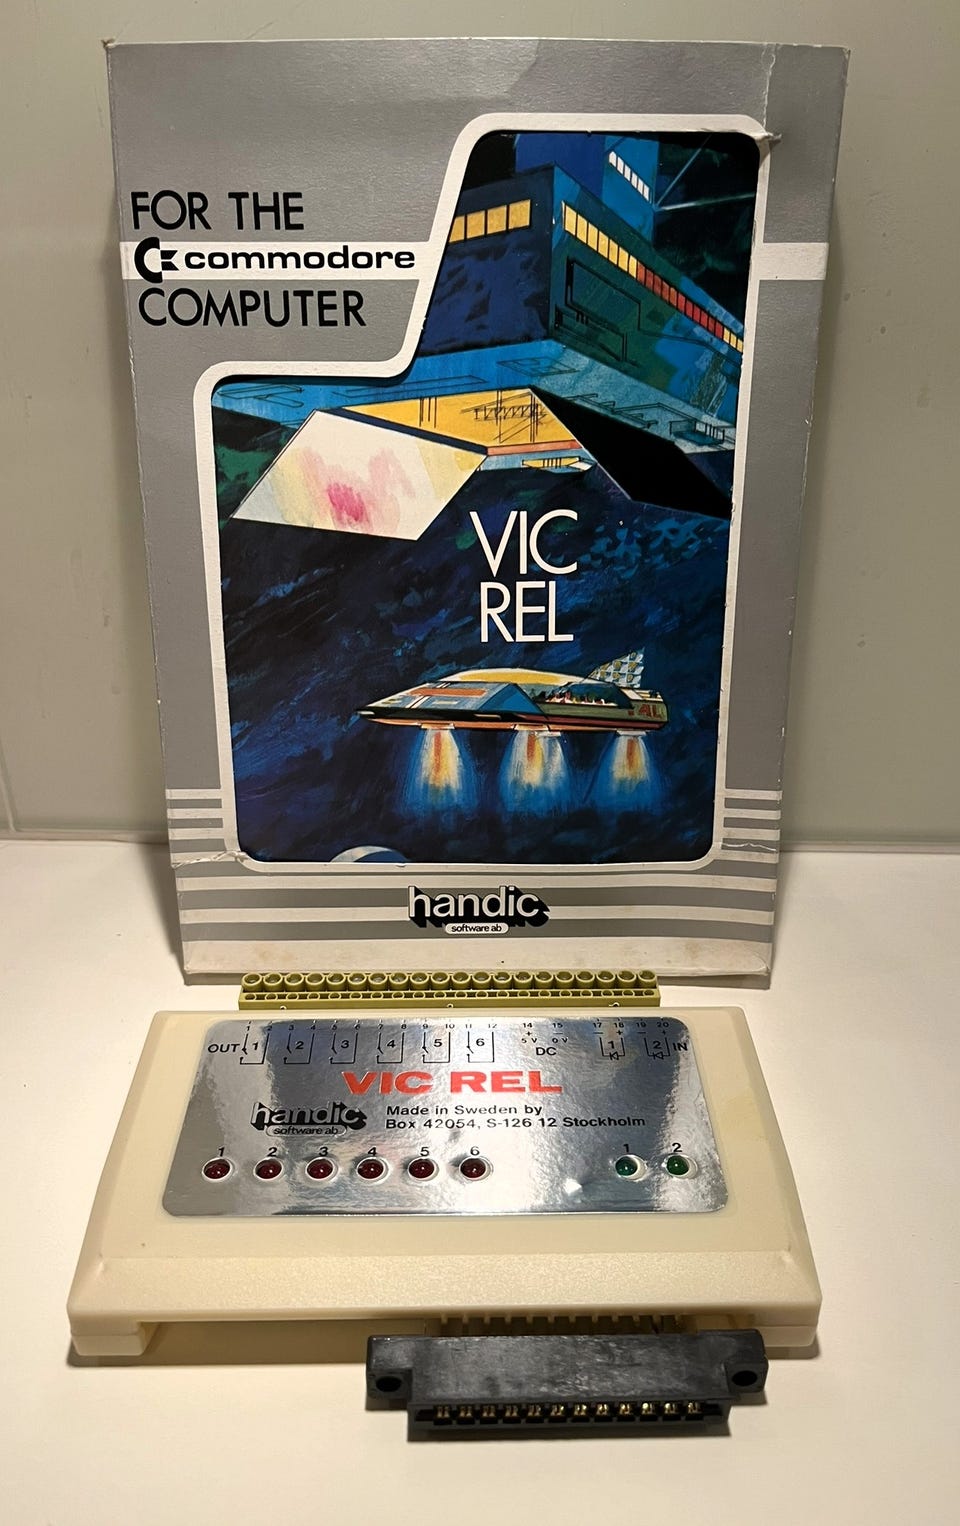 FOR THE
commodore
COMPUTER
VIC
REL
4L
handic
software ab
1 2 3 4 5 6 7 8 9 10 11 12 14 15 17 18 19 20
- + - +
+ -
5V 0V
OUT 1 2 3 4 5 6 DC 1 2 IN
VIC REL
handic
software ab
Made in Sweden by
Box 42054, S-126 12 Stockholm
1 2 3 4 5 6 1 2